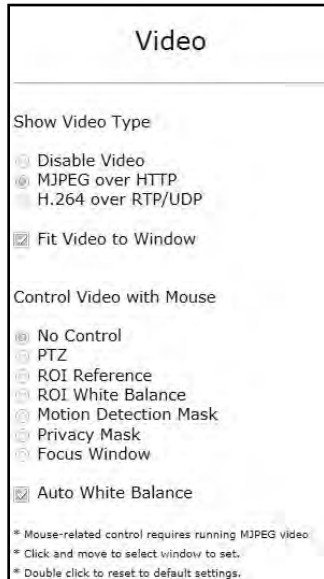 Video
Show Video Type
Disable Video
MJPEG over HTTP
H.264 over RTP/UDP
Fit Video to Window
Control Video with Mouse
No Control
PTZ
ROI Reference
ROI White Balance
Motion Detection Mask
Privacy Mask
Focus Window
Auto White Balance
* Mouse-related control requires running MJPEG video
* Click and move to select window to set.
* Double click to reset to default settings.